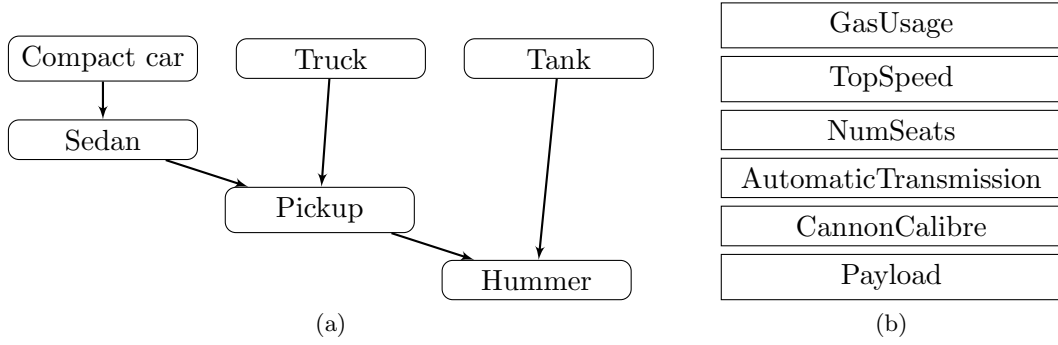 Compact car
Truck
Tank
Sedan
Pickup
Hummer
(a)
GasUsage
TopSpeed
NumSeats
AutomaticTransmission
CannonCalibre
Payload
(b)